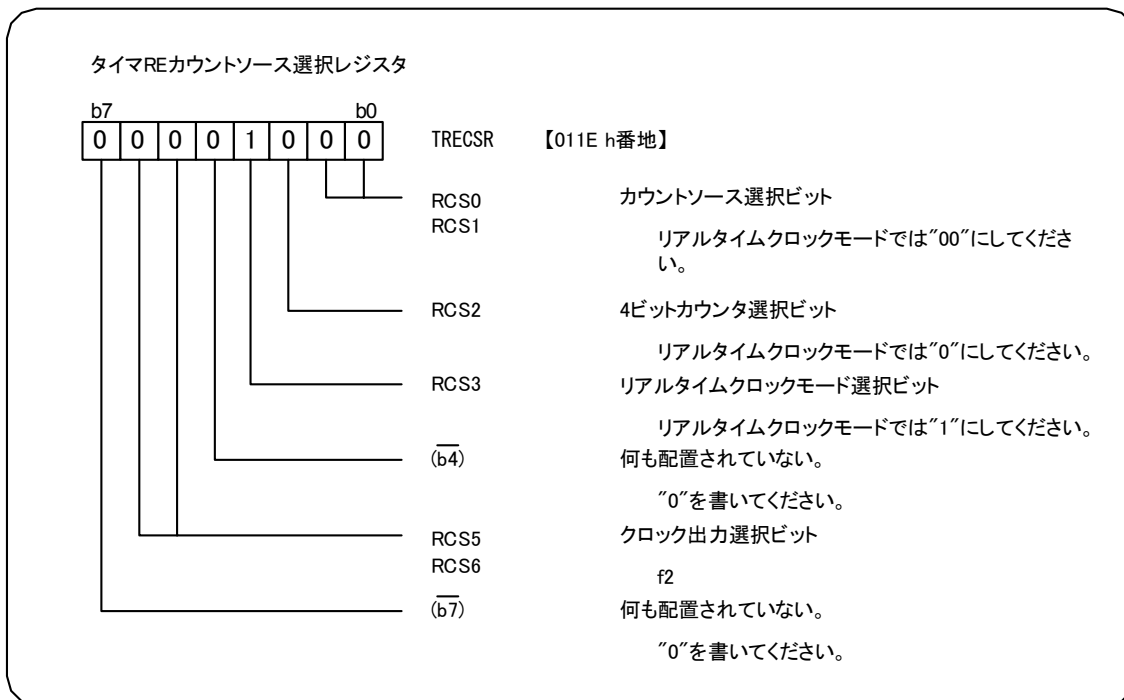 タイマREカウントソース選択レジスタ
b7 b0
0 0 0 0 1 0 0 0 TRECSR 【011E h番地】
RCS0 カウントソース選択ビット
RCS1
リアルタイムクロックモードでは"00"にしてくださ
い。
RCS2 4ビットカウンタ選択ビット
リアルタイムクロックモードでは"0"にしてください。
RCS3 リアルタイムクロックモード選択ビット
リアルタイムクロックモードでは"1"にしてください。
(b4) 何も配置されていない。
"0"を書いてください。
RCS5 クロック出力選択ビット
RCS6
f2
(b7) 何も配置されていない。
"0"を書いてください。